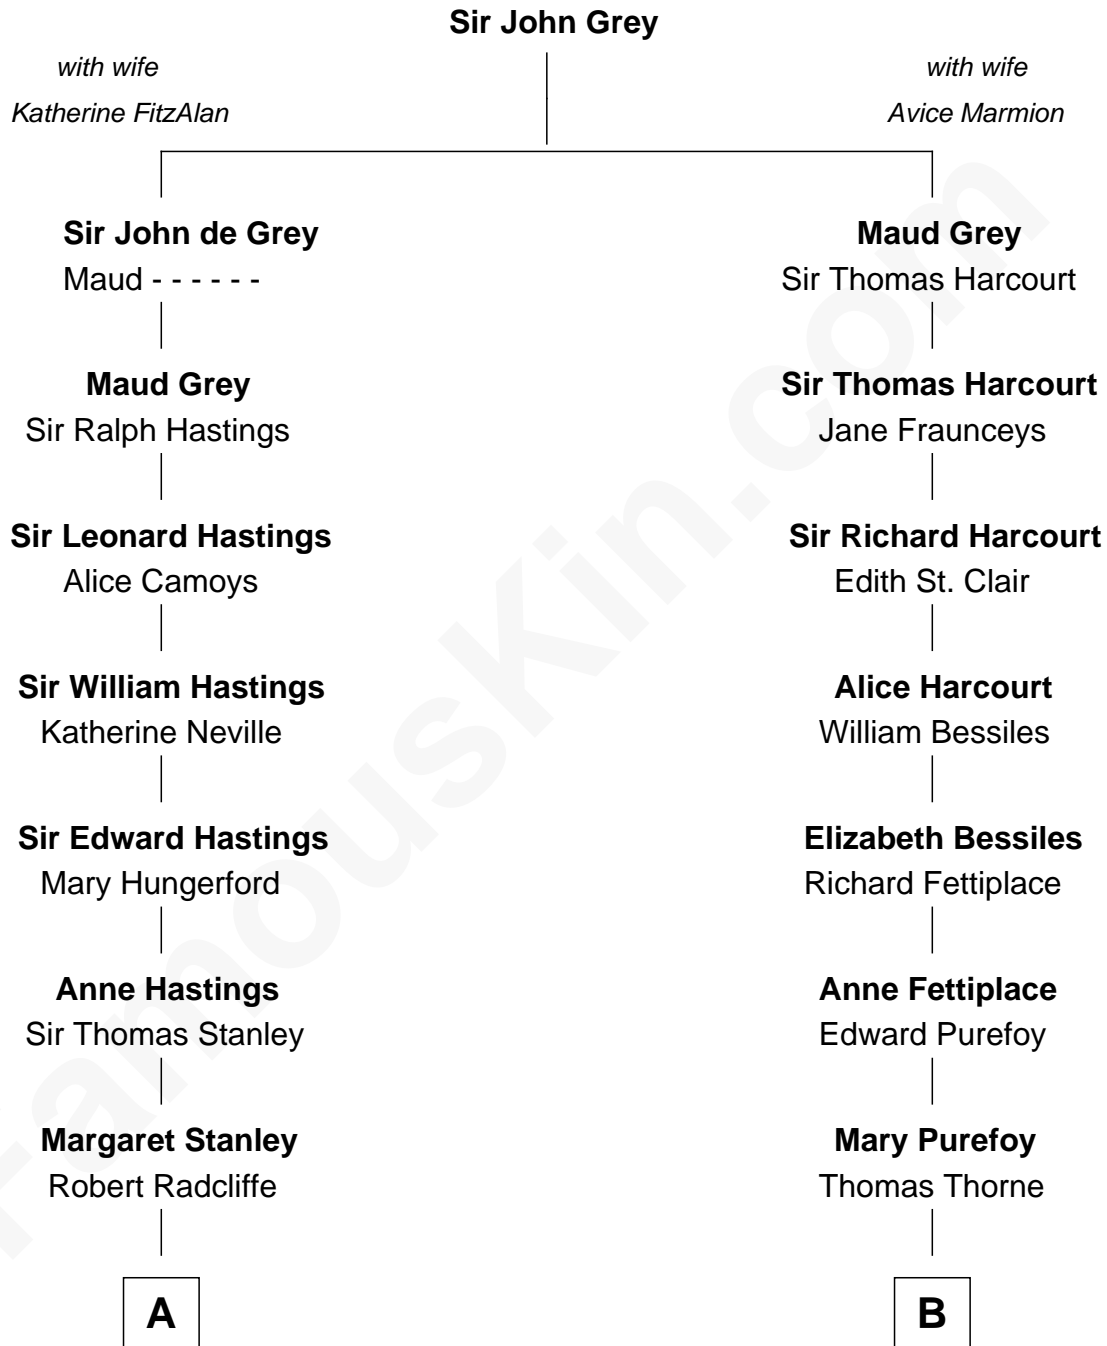 Sir John Grey
with wife
Katherine FitzAlan
with wife
Avice Marmion
Sir John de Grey
Maud - - - - - -
Maud Grey
Sir Thomas Harcourt
Maud Grey
Sir Ralph Hastings
Sir Thomas Harcourt
Jane Fraunceys
Sir Leonard Hastings
Alice Camoys
Sir Richard Harcourt
Edith St. Clair
Sir William Hastings
Katherine Neville
Alice Harcourt
William Bessiles
Sir Edward Hastings
Mary Hungerford
Elizabeth Bessiles
Richard Fettiplace
Anne Hastings
Sir Thomas Stanley
Anne Fettiplace
Edward Purefoy
Margaret Stanley
Robert Radcliffe
Mary Purefoy
Thomas Thorne
A
B
FamousKin.com